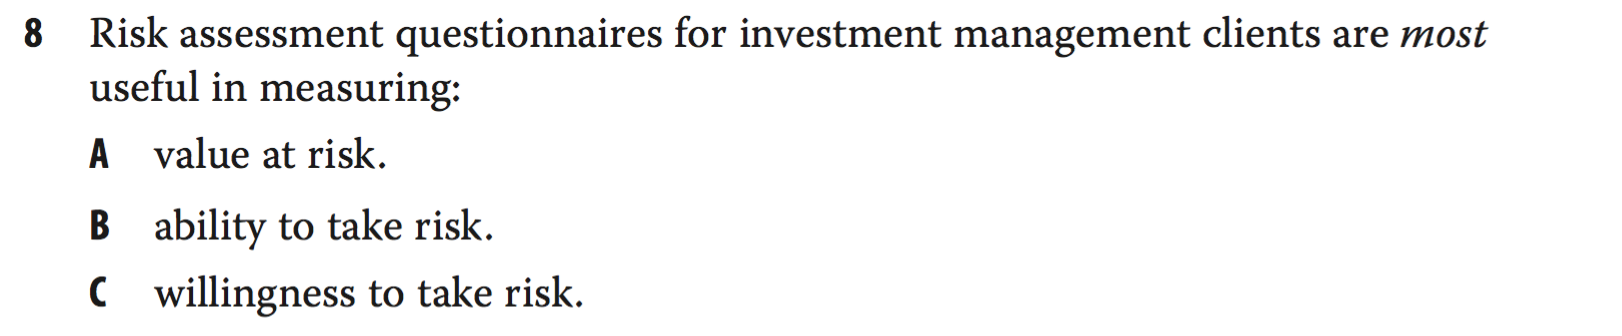 8 Risk assessment questionnaires for investment management clients are most
useful in measuring:
A value at risk.
B ability to take risk.
C willingness to take risk.